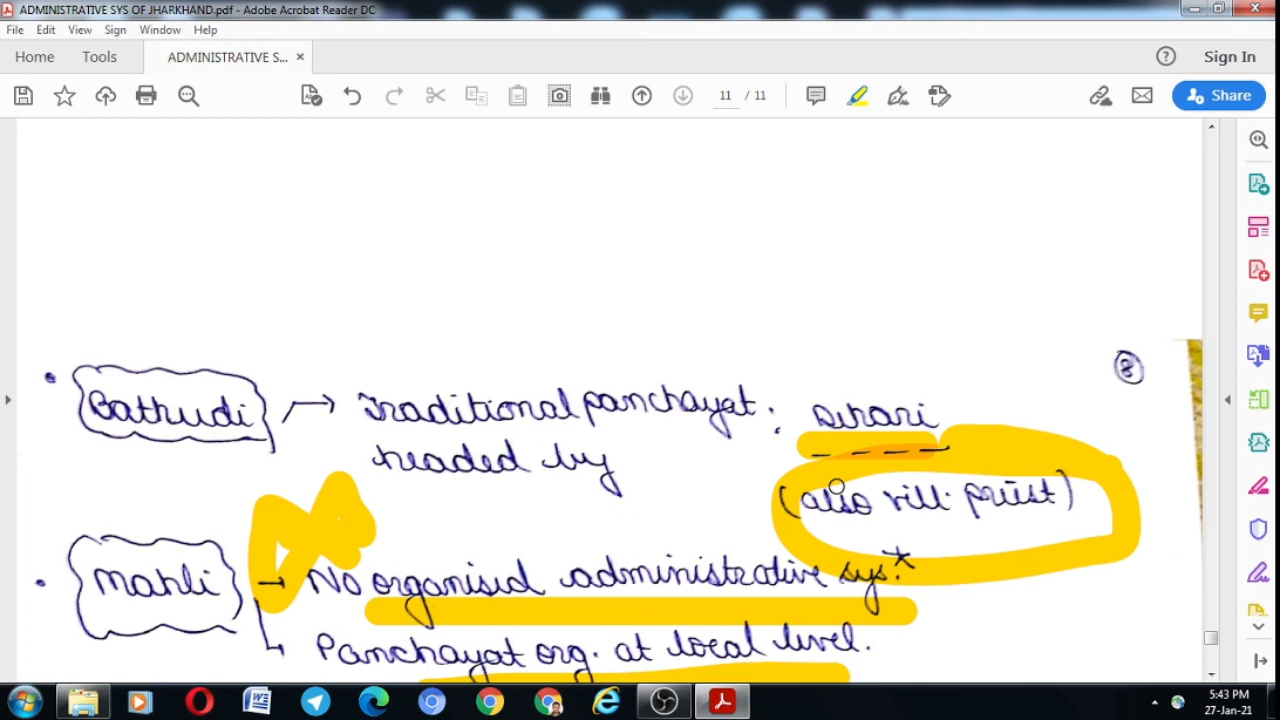 ADMINISTRATIVE SYS OF JHARKHAND.pdf - Adobe Acrobat Reader DC
File Edit View Sign Window Help
Home Tools ADMINISTRATIVE S... × Sign In
11 / 11 Share
8
• Bathudi → Traditional panchayat : Dihari
headed by
(also vill. priest)
• Mahli → No organised administrative sys.*
↳ Panchayat org. at local level.
5:43 PM
27-Jan-21